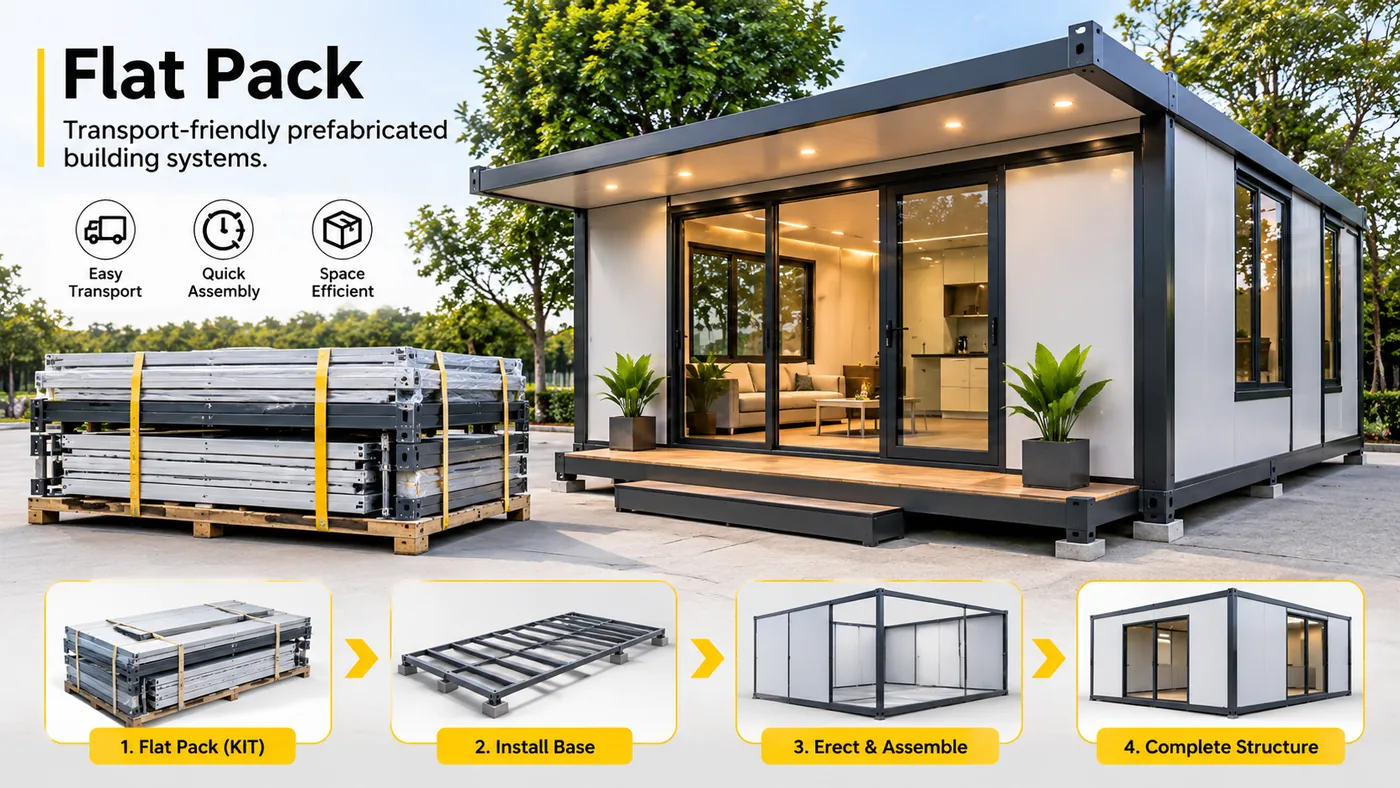 Flat Pack
Transport-friendly prefabricated
building systems.
Easy
Transport
Quick
Assembly
Space
Efficient
1. Flat Pack (KIT)
2. Install Base
3. Erect & Assemble
4. Complete Structure